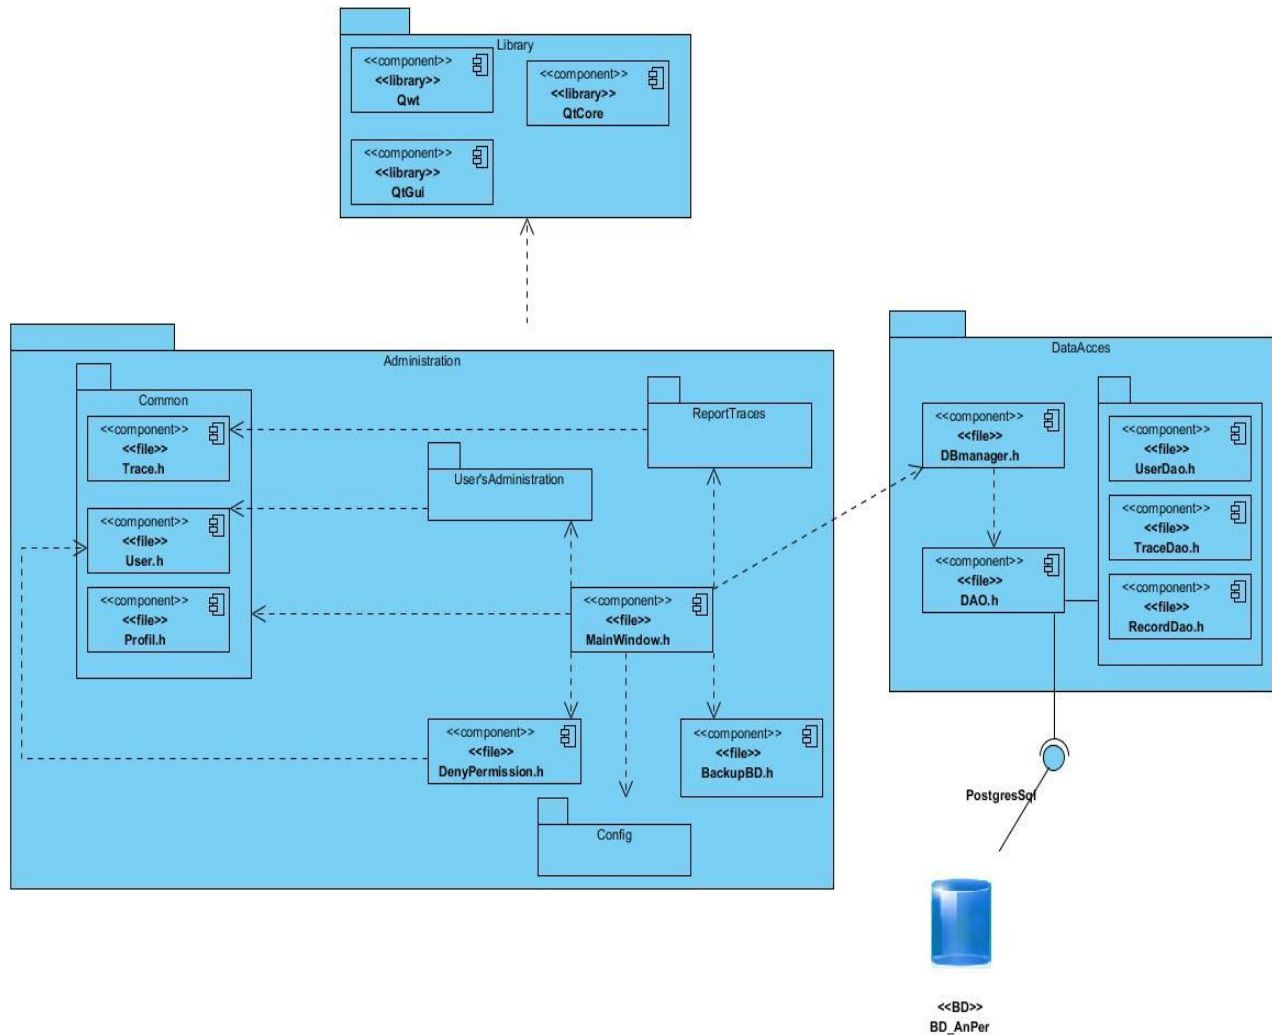 Library
<<component>>
<<library>>
Qwt
<<component>>
<<library>>
QtCore
<<component>>
<<library>>
QtGui
Administration
Common
<<component>>
<<file>>
Trace.h
<<component>>
<<file>>
User.h
<<component>>
<<file>>
Profil.h
User'sAdministration
ReportTraces
<<component>>
<<file>>
MainWindow.h
<<component>>
<<file>>
DenyPermission.h
<<component>>
<<file>>
BackupBD.h
Config
DataAcces
<<component>>
<<file>>
DBmanager.h
<<component>>
<<file>>
DAO.h
<<component>>
<<file>>
UserDao.h
<<component>>
<<file>>
TraceDao.h
<<component>>
<<file>>
RecordDao.h
PostgresSql
<<BD>>
BD_AnPer